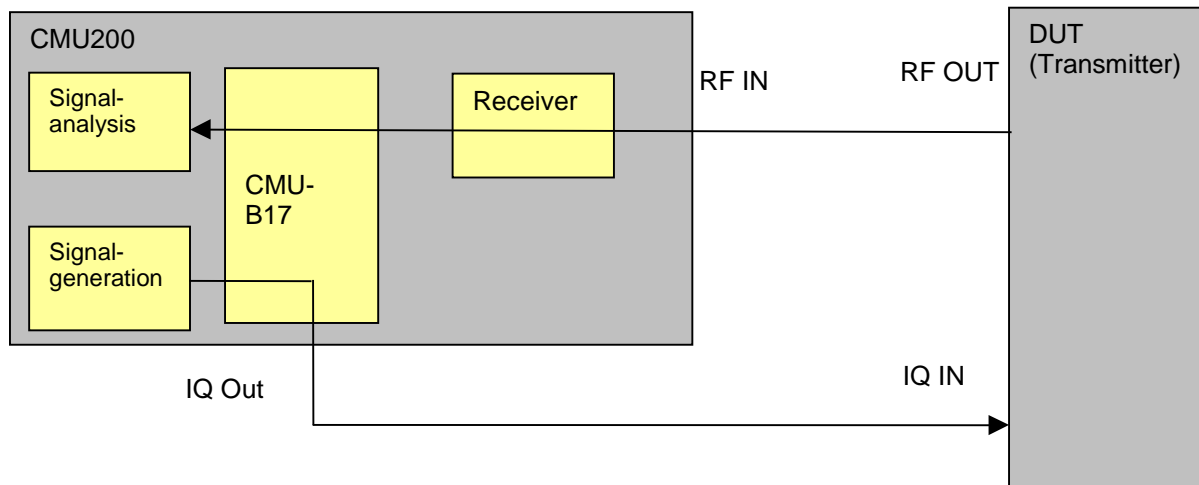 CMU200
Signal-
analysis
CMU-
B17
Receiver
RF IN
RF OUT
DUT
(Transmitter)
Signal-
generation
IQ Out
IQ IN